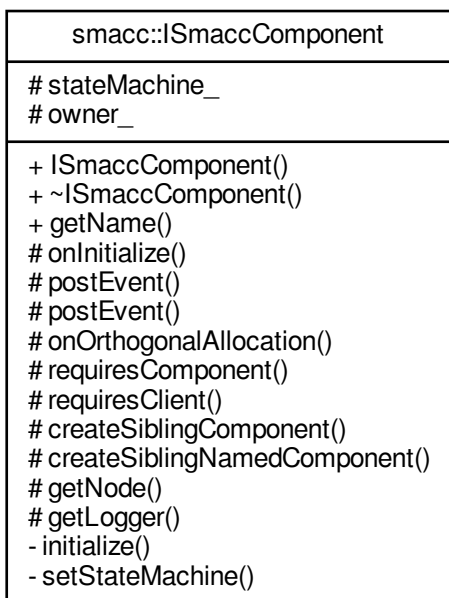 smacc::ISmaccComponent
# stateMachine_
# owner_
+ ISmaccComponent()
+ ~ISmaccComponent()
+ getName()
# onInitialize()
# postEvent()
# postEvent()
# onOrthogonalAllocation()
# requiresComponent()
# requiresClient()
# createSiblingComponent()
# createSiblingNamedComponent()
# getNode()
# getLogger()
- initialize()
- setStateMachine()